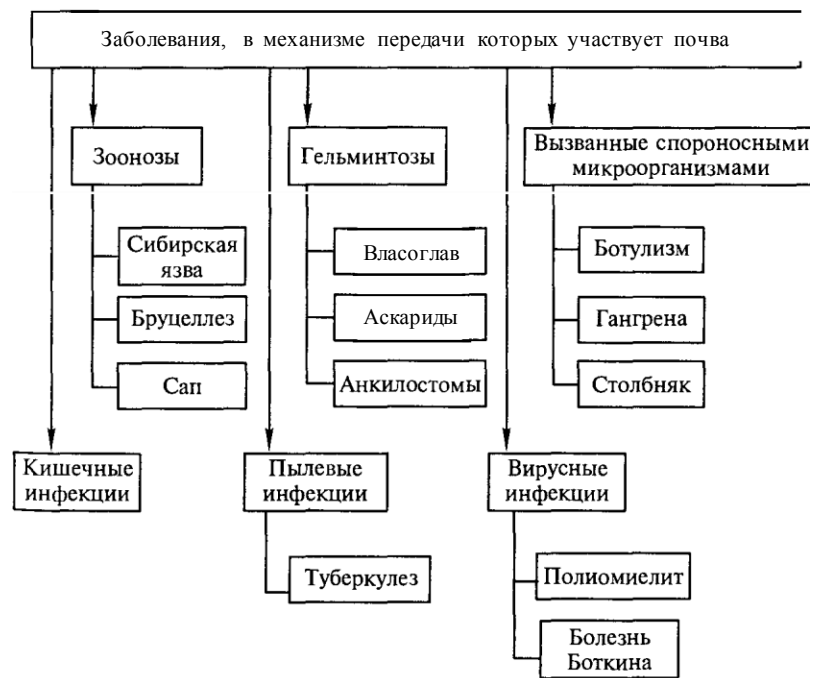 Заболевания, в механизме передачи которых участвует почва
Зоонозы
Гельминтозы
Вызванные спороносными
микроорганизмами
Сибирская
язва
Бруцеллез
Сап
Власоглав
Аскариды
Анкилостомы
Ботулизм
Гангрена
Столбняк
Кишечные
инфекции
Пылевые
инфекции
Вирусные
инфекции
Туберкулез
Полиомиелит
Болезнь
Боткина